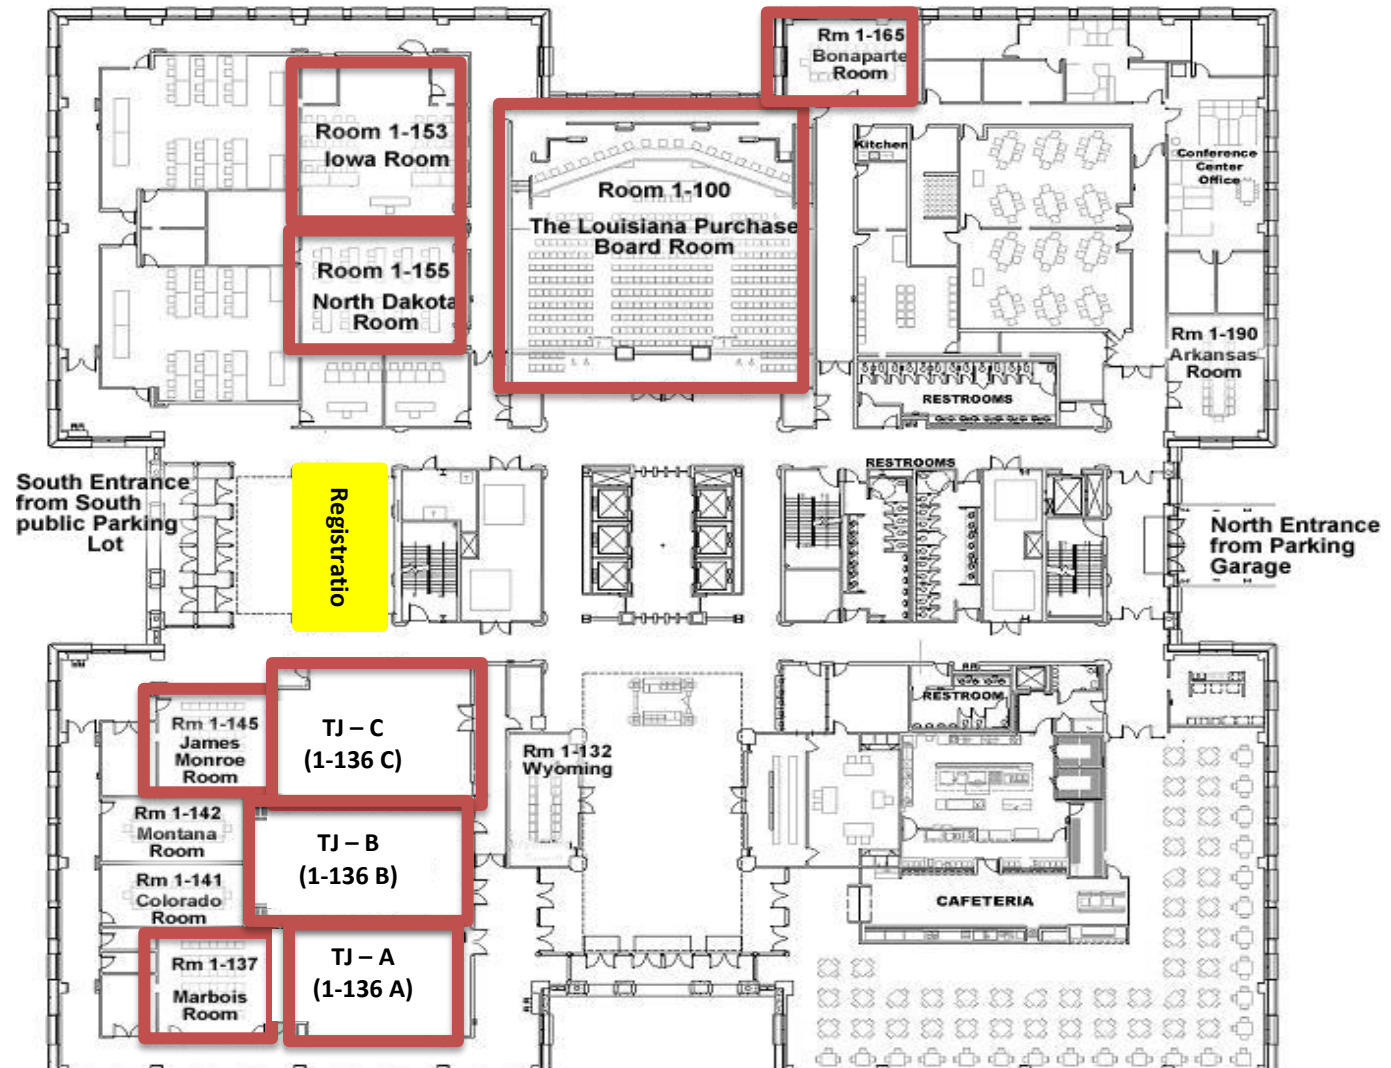 Rm 1-165
Bonaparte
Room
Room 1-153
Iowa Room
Room 1-100
The Louisiana Purchase
Board Room
Kitchen
Conference
Center
Office
Room 1-155
North Dakota
Room
Rm 1-190
Arkansas
Room
RESTROOMS
South Entrance
from South
public Parking
Lot
Registratio
RESTROOMS
North Entrance
from Parking
Garage
Rm 1-145
James
Monroe
Room
TJ – C
(1-136 C)
Rm 1-132
Wyoming
RESTROOM
Rm 1-142
Montana
Room
TJ – B
(1-136 B)
Rm 1-141
Colorado
Room
CAFETERIA
Rm 1-137
Marbois
Room
TJ – A
(1-136 A)